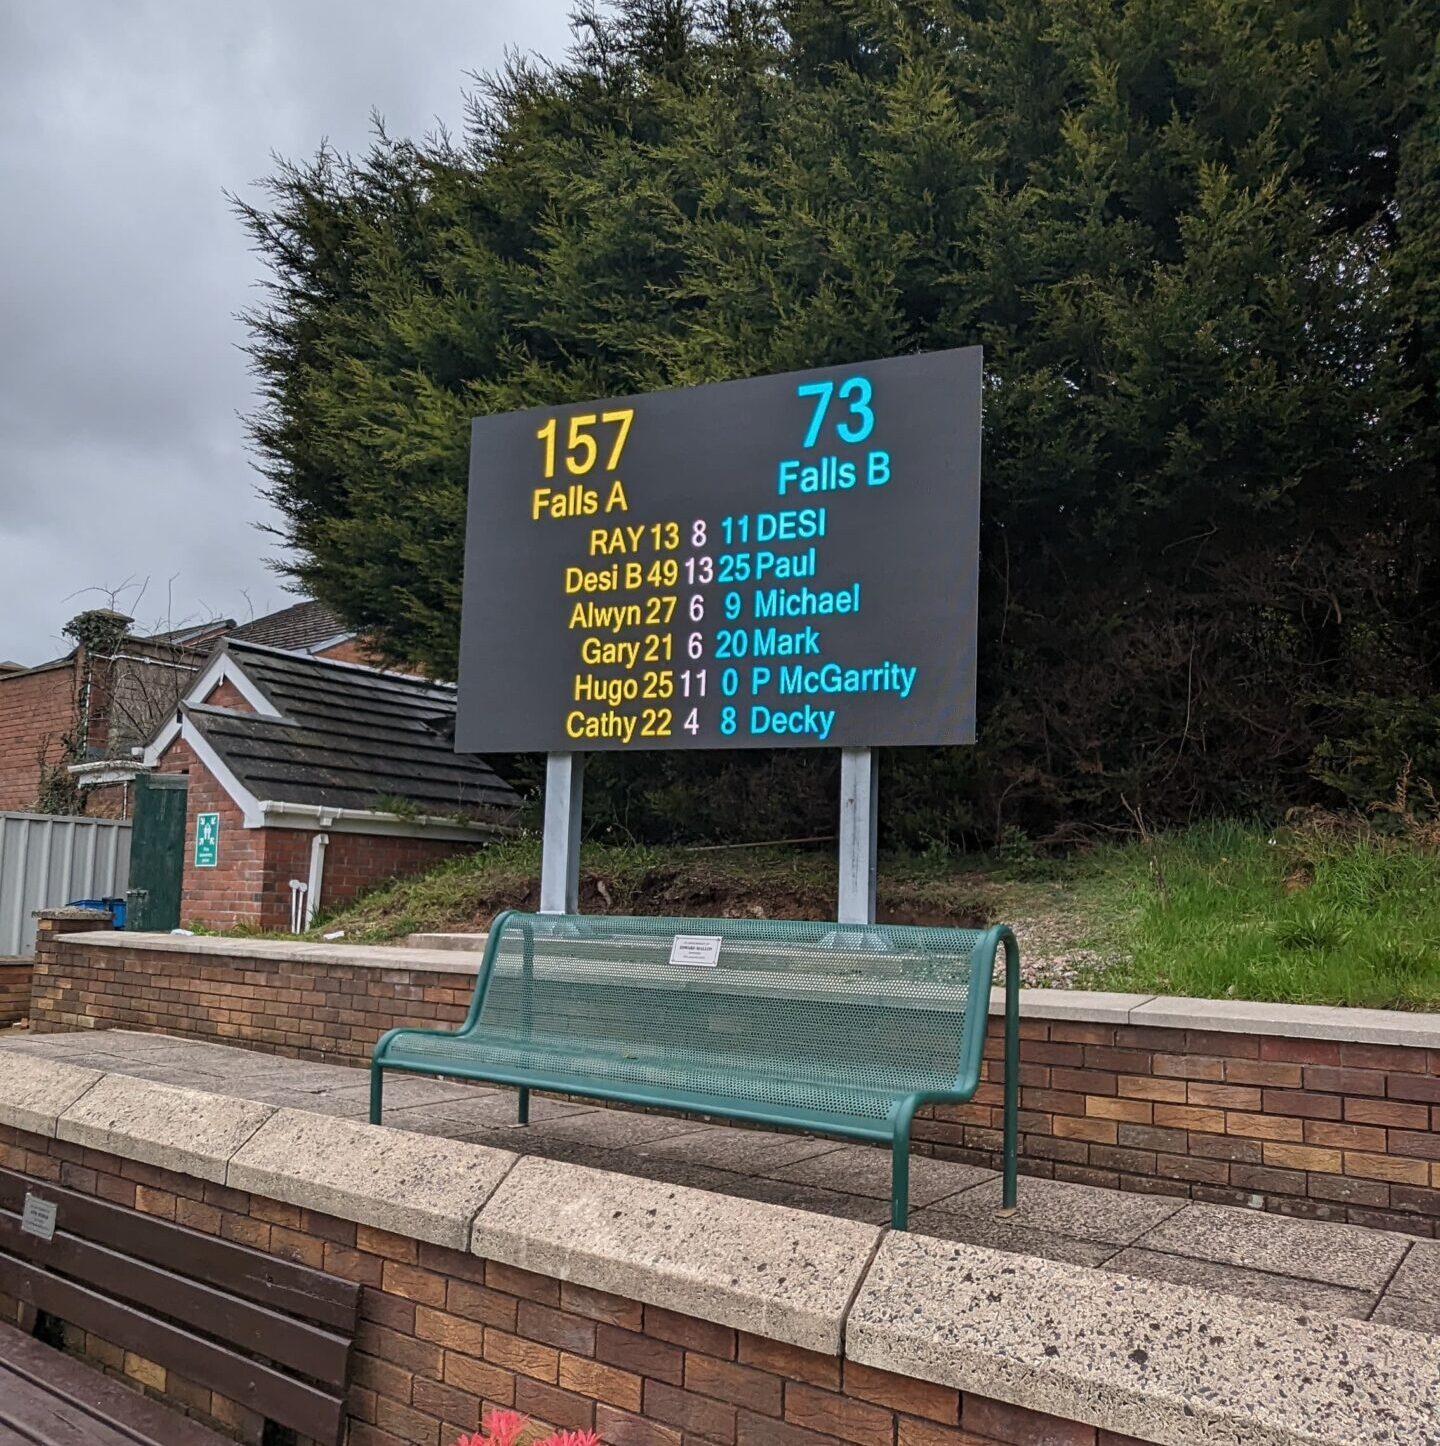 157 73
Falls A Falls B
RAY 13 8 11 DESI
Desi B 49 13 25 Paul
Alwyn 27 6 9 Michael
Gary 21 6 20 Mark
Hugo 25 11 0 P McGarrity
Cathy 22 4 8 Decky